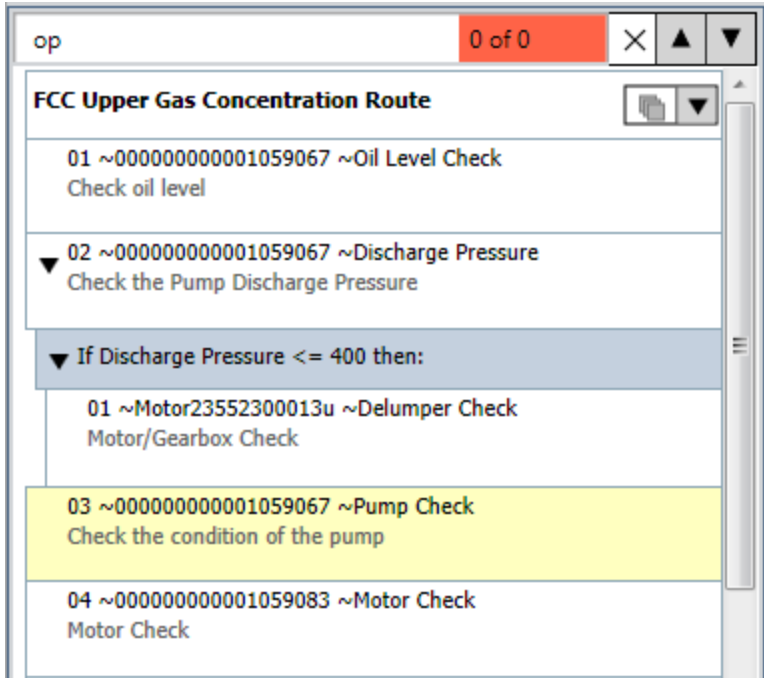 op 0 of 0
FCC Upper Gas Concentration Route
01 ~000000000001059067 ~Oil Level Check
Check oil level
02 ~000000000001059067 ~Discharge Pressure
Check the Pump Discharge Pressure
If Discharge Pressure <= 400 then:
01 ~Motor23552300013u ~Delumper Check
Motor/Gearbox Check
03 ~000000000001059067 ~Pump Check
Check the condition of the pump
04 ~000000000001059083 ~Motor Check
Motor Check